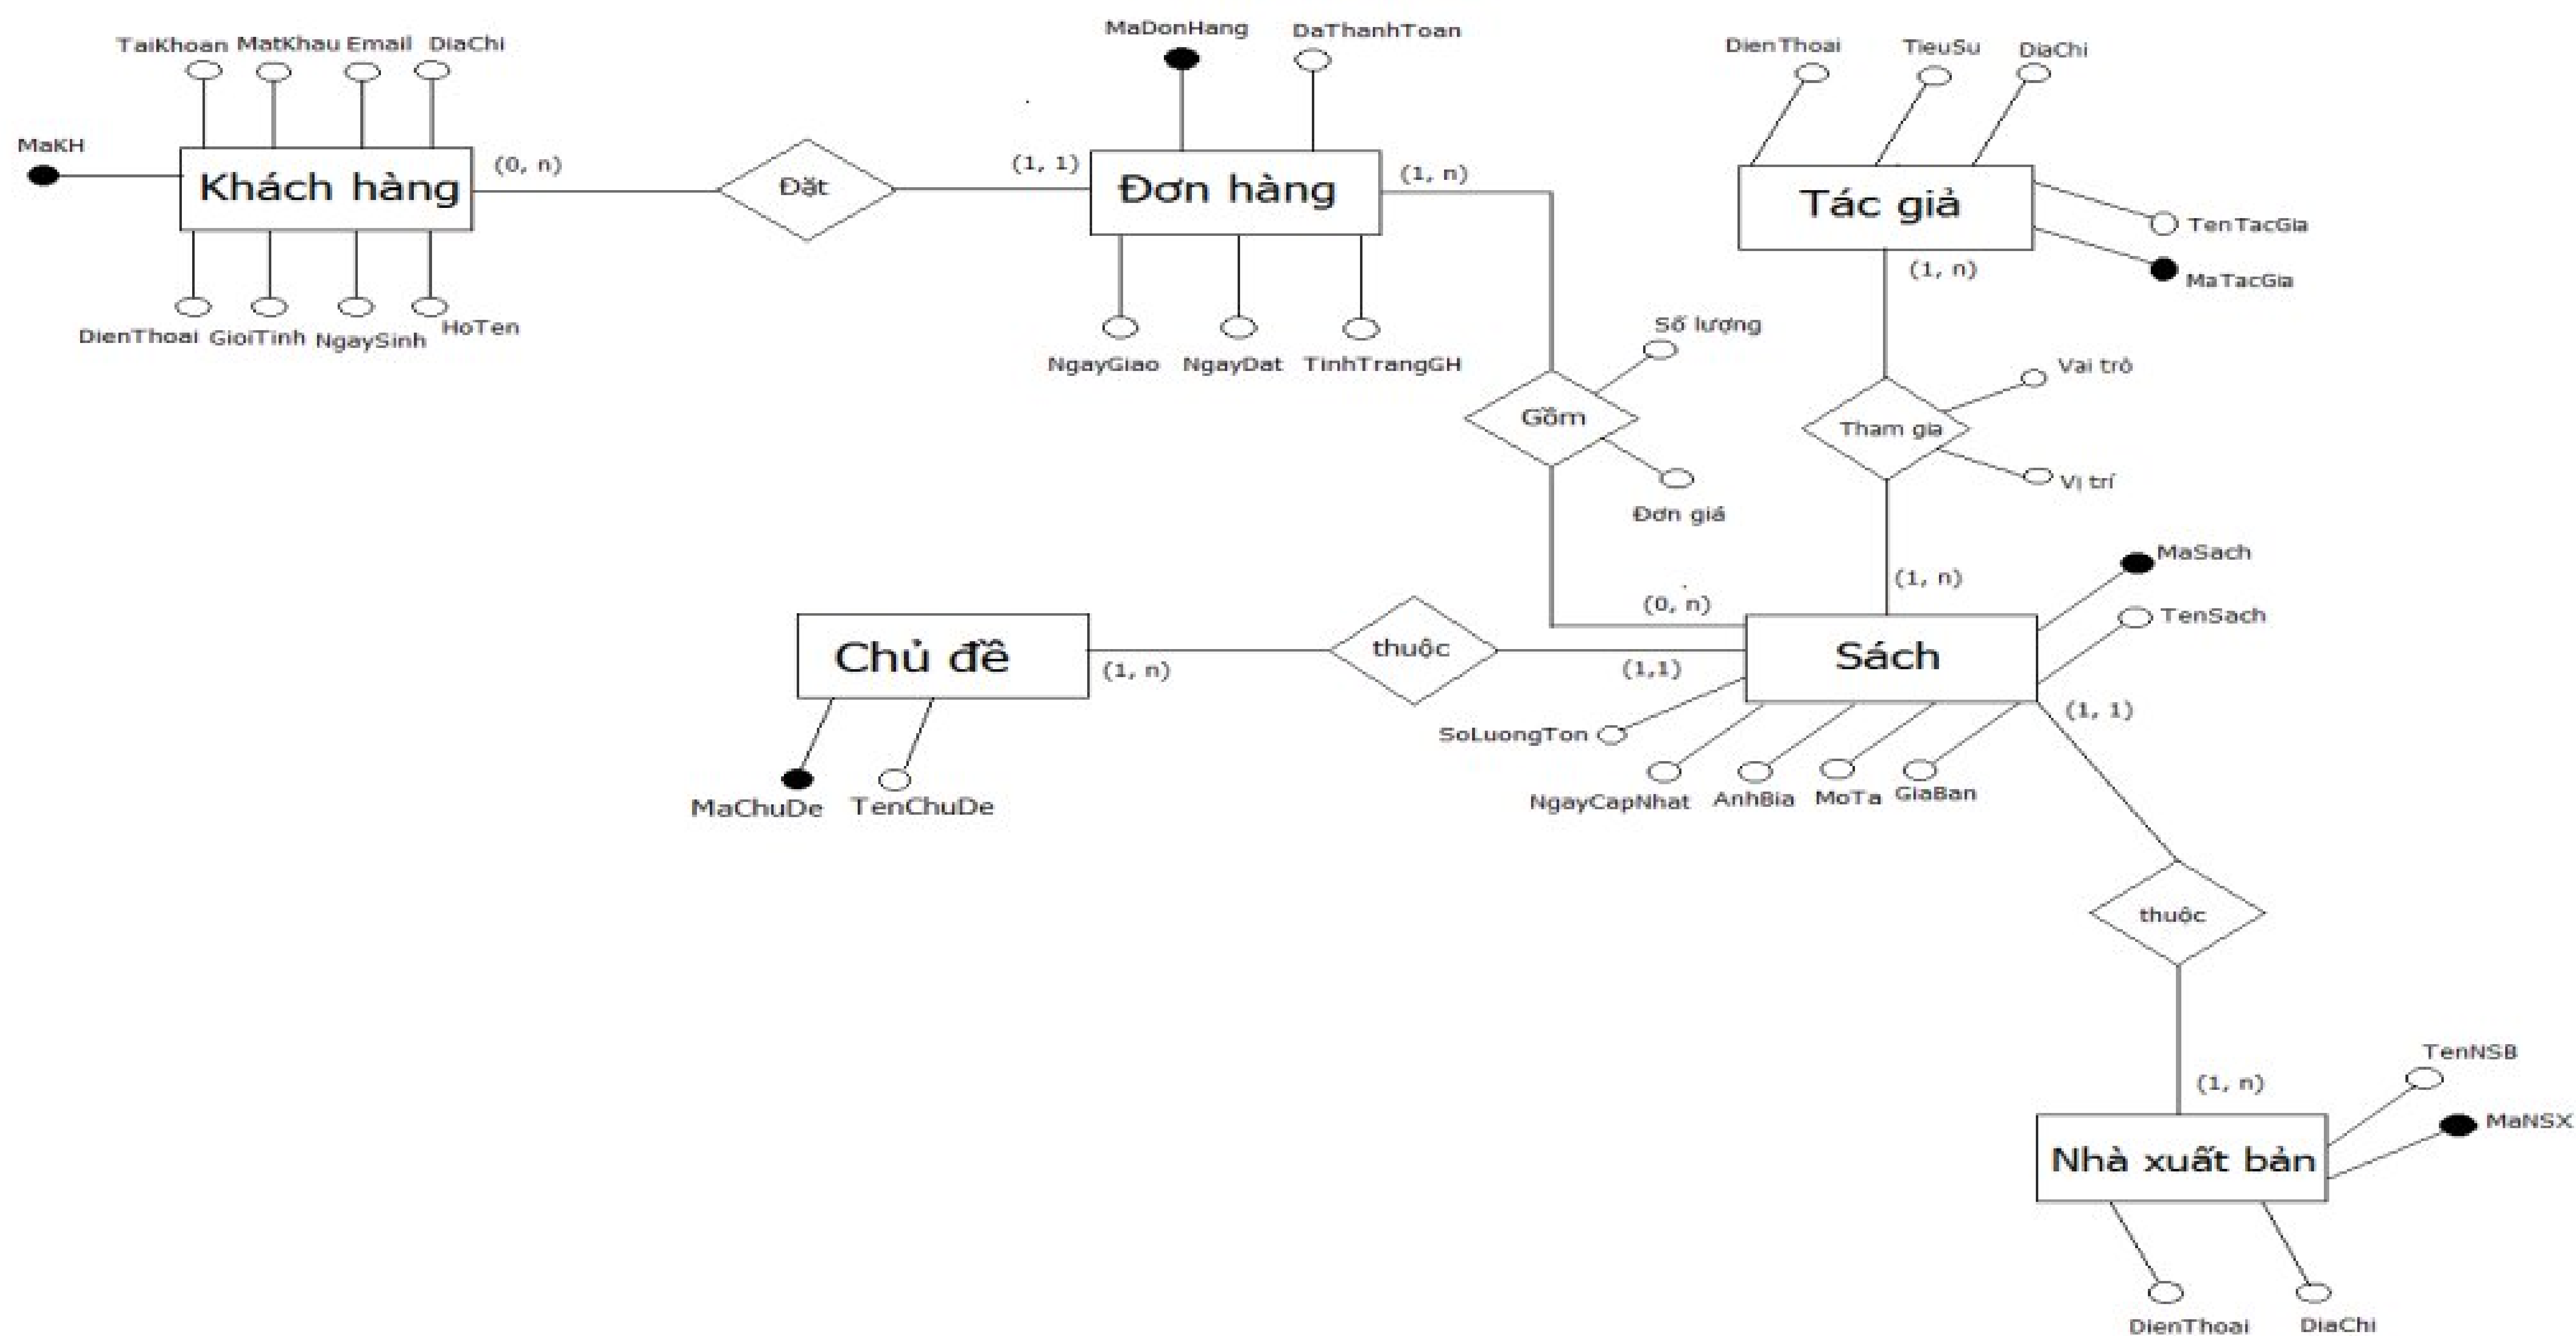 MaDonHang DaThanhToan
TaiKhoan MatKhau Email DiaChi
DienThoai TieuSu DiaChi
MaKH
Khách hàng
(0, n)
Đặt
(1, 1)
Đơn hàng
(1, n)
Tác giả
TenTacGia
MaTacGia
(1, n)
DienThoai GioiTinh NgaySinh HoTen
NgayGiao NgayDat TinhTrangGH
Số lượng
Gồm
Đơn giá
Vai trò
Tham gia
Vị trí
(1, n)
(0, n)
MaSach
TenSach
Chủ đề
(1, n)
thuộc
(1,1)
Sách
(1, 1)
SoLuongTon
NgayCapNhat AnhBia MoTa GiaBan
MaChuDe TenChuDe
thuộc
(1, n)
TenNSB
MaNSX
Nhà xuất bản
DienThoai DiaChi